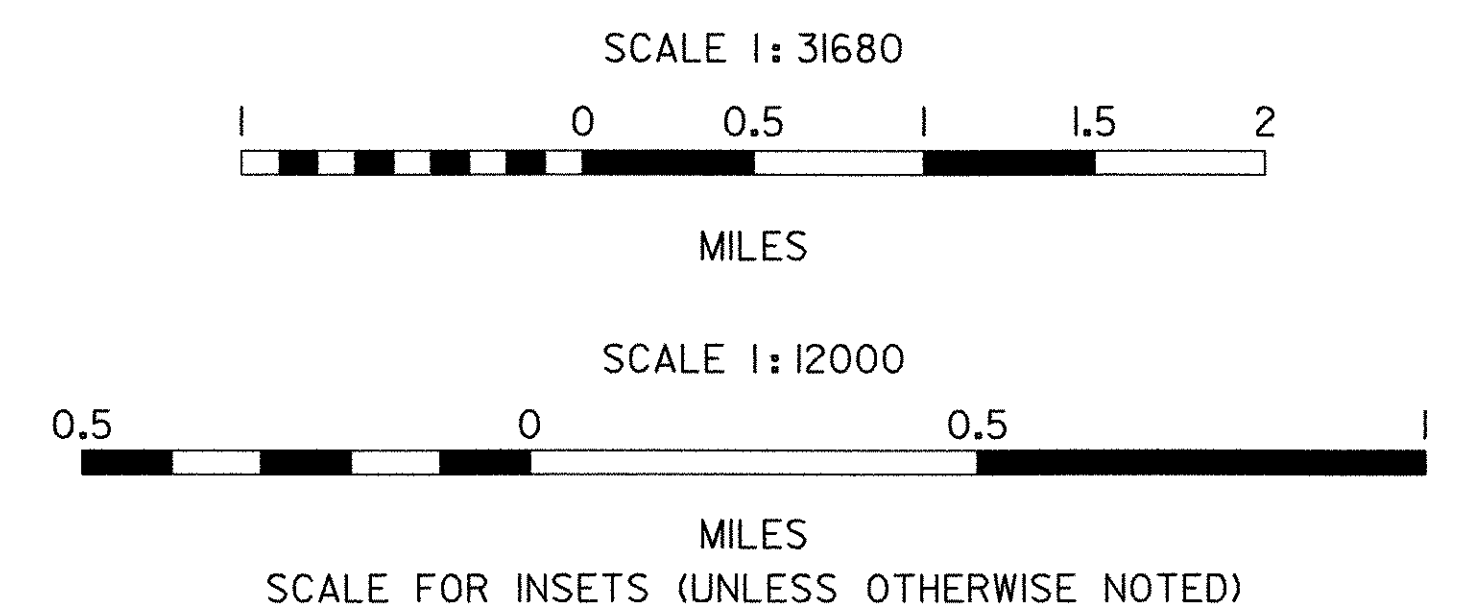 SCALE 1:31680
1 0 0.5 1 1.5 2
MILES
SCALE 1:12000
0.5 0 0.5 1
MILES
SCALE FOR INSETS (UNLESS OTHERWISE NOTED)